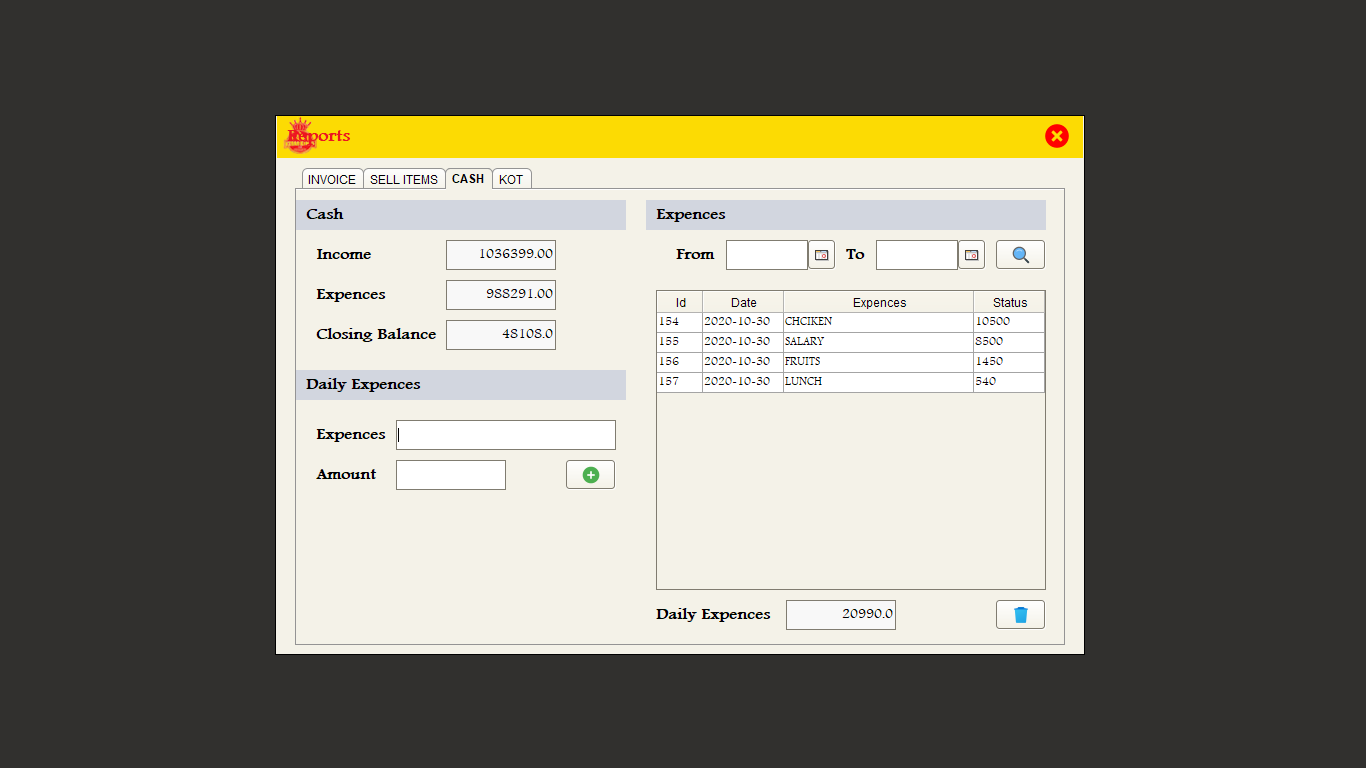 Reports
INVOICE SELL ITEMS CASH KOT
Cash
Income 1036399.00
Expences 988291.00
Closing Balance 48108.0
Daily Expences
Expences
Amount
Expences
From To
Id Date Expences Status
154 2020-10-30 CHCIKEN 10500
155 2020-10-30 SALARY 8500
156 2020-10-30 FRUITS 1450
157 2020-10-30 LUNCH 540
Daily Expences 20990.0